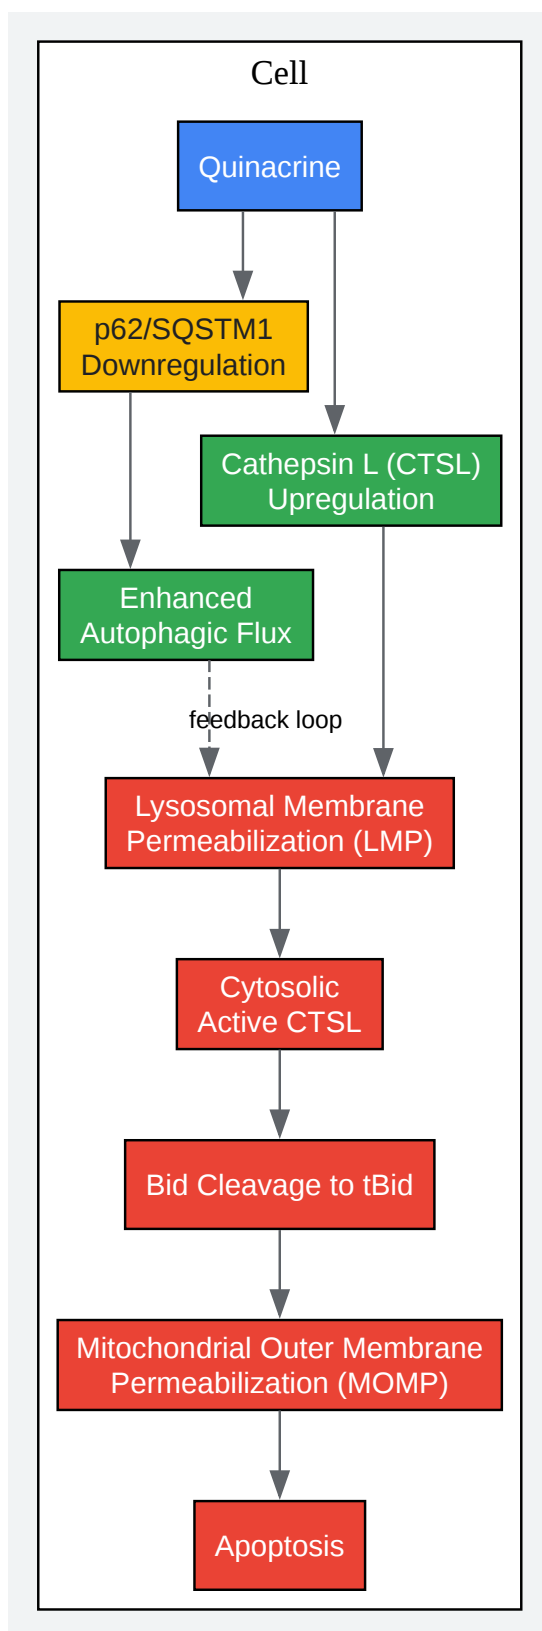 Cell
Quinacrine
p62/SQSTM1
Downregulation
Cathepsin L (CTSL)
Upregulation
Enhanced
Autophagic Flux
feedback loop
Lysosomal Membrane
Permeabilization (LMP)
Cytosolic
Active CTSL
Bid Cleavage to tBid
Mitochondrial Outer Membrane
Permeabilization (MOMP)
Apoptosis